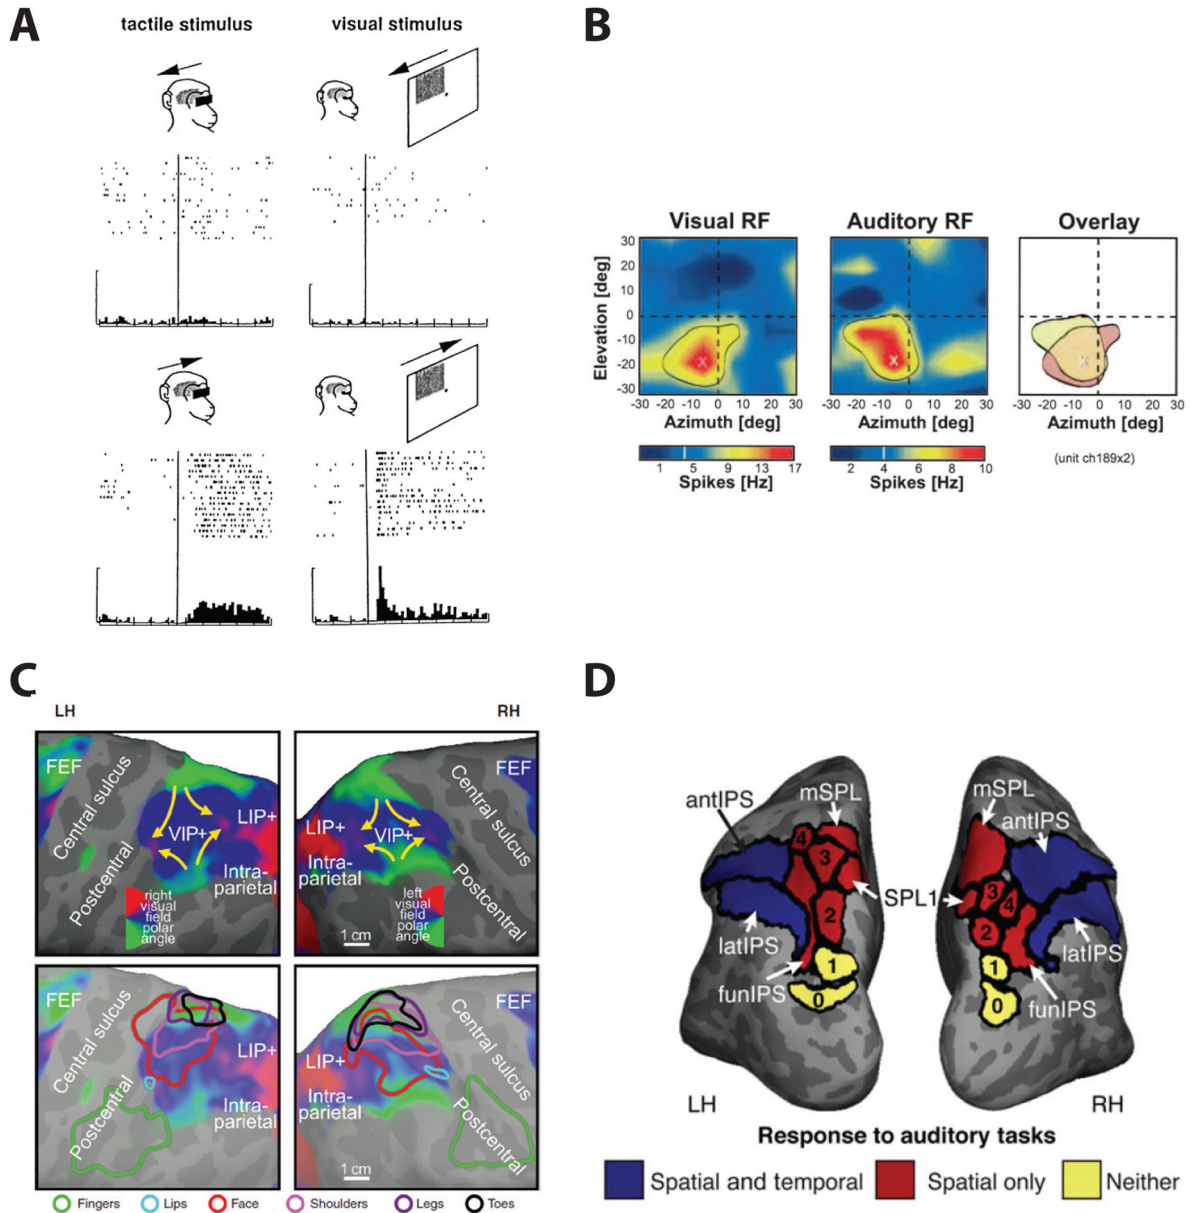 A
tactile stimulus
visual stimulus
B
Visual RF
Auditory RF
Overlay
Elevation [deg]
30
20
10
0
-10
-20
-30
-30 -20 -10 0 10 20 30
-30 -20 -10 0 10 20 30
-30 -20 -10 0 10 20 30
Azimuth [deg]
Azimuth [deg]
Azimuth [deg]
1 5 9 13 17
2 4 6 8 10
(unit ch189x2)
Spikes [Hz]
Spikes [Hz]
C
LH
RH
FEF
Central sulcus
Postcentral
VIP+
LIP+
Intra-
parietal
right
visual
field
polar
angle
LIP+
VIP+
Intra-
parietal
FEF
Central sulcus
Postcentral
left
visual
field
polar
angle
1 cm
FEF
Central sulcus
Postcentral
LIP+
Intra-
parietal
LIP+
Intra-
parietal
FEF
Central sulcus
Postcentral
1 cm
Fingers
Lips
Face
Shoulders
Legs
Toes
D
antIPS
mSPL
mSPL
antIPS
4
3
2
1
0
SPL1
latIPS
funIPS
3
4
2
1
0
latIPS
funIPS
LH
RH
Response to auditory tasks
Spatial and temporal
Spatial only
Neither